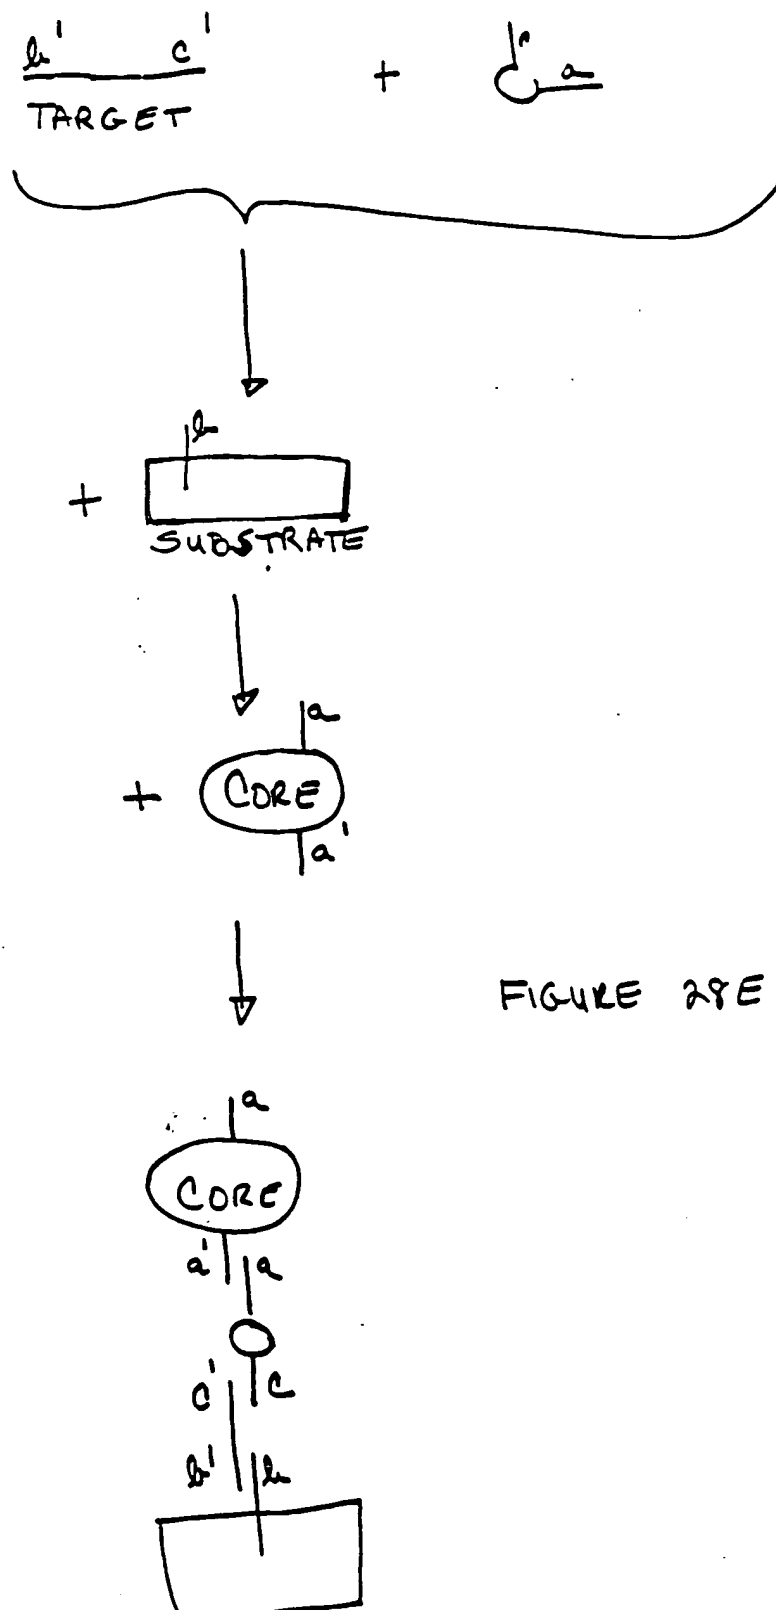 b' c' + c a
TARGET
b
+
SUBSTRATE
a
+ CORE
a'
FIGURE 28E
a
CORE
a' a
c' c
b' b